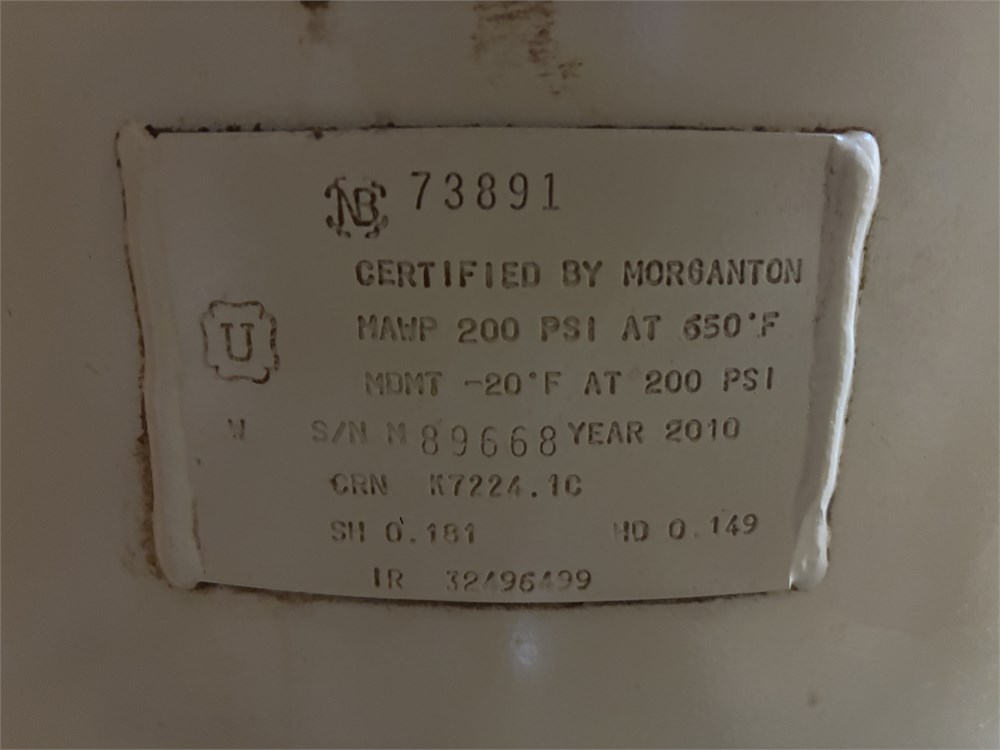 NB 73891
CERTIFIED BY MORGANTON
U
MAWP 200 PSI AT 650°F
MDMT -20°F AT 200 PSI
W
S/N M 89668 YEAR 2010
CRN K7224.1C
SH 0.181 HD 0.149
IR 32496499